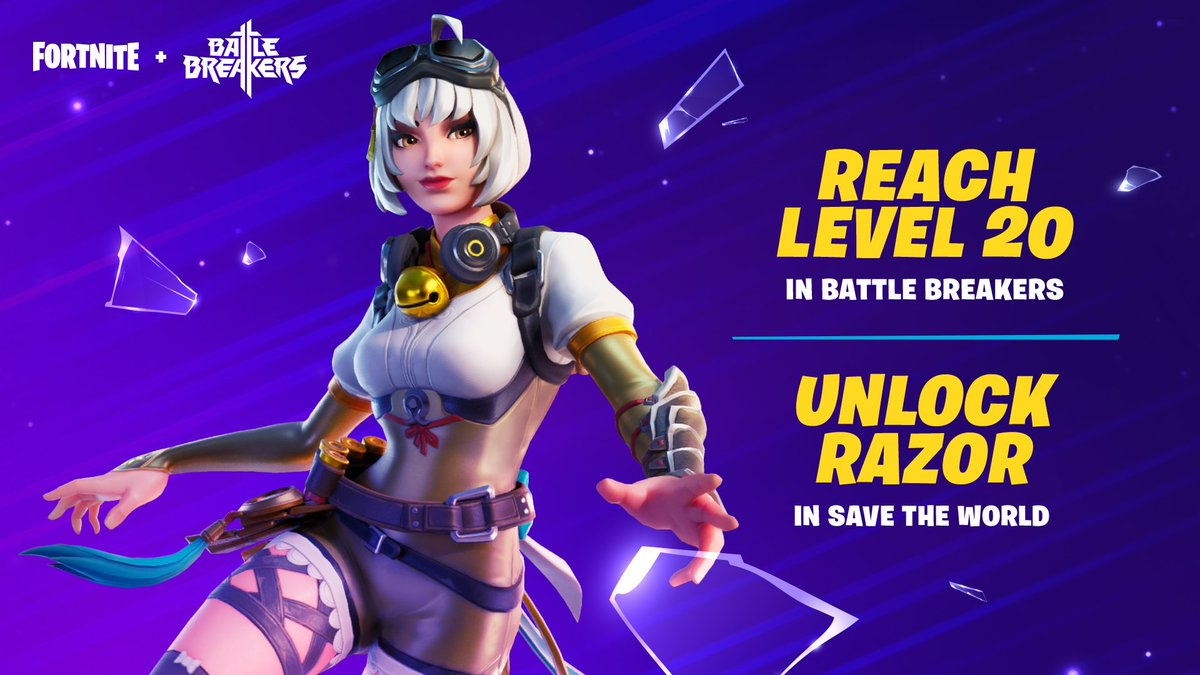 FORTNITE + BATTLE BREAKERS
REACH
LEVEL 20
IN BATTLE BREAKERS
UNLOCK
RAZOR
IN SAVE THE WORLD